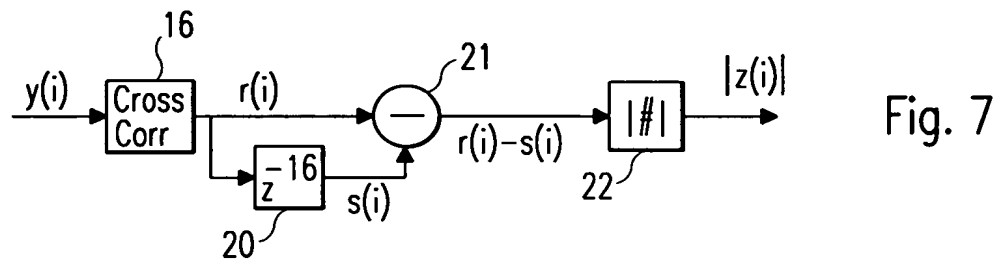 16
21
y(i)
Cross
Corr
r(i)
−
r(i)−s(i)
|#|
|z(i)|
Fig. 7
z⁻¹⁶
s(i)
20
22